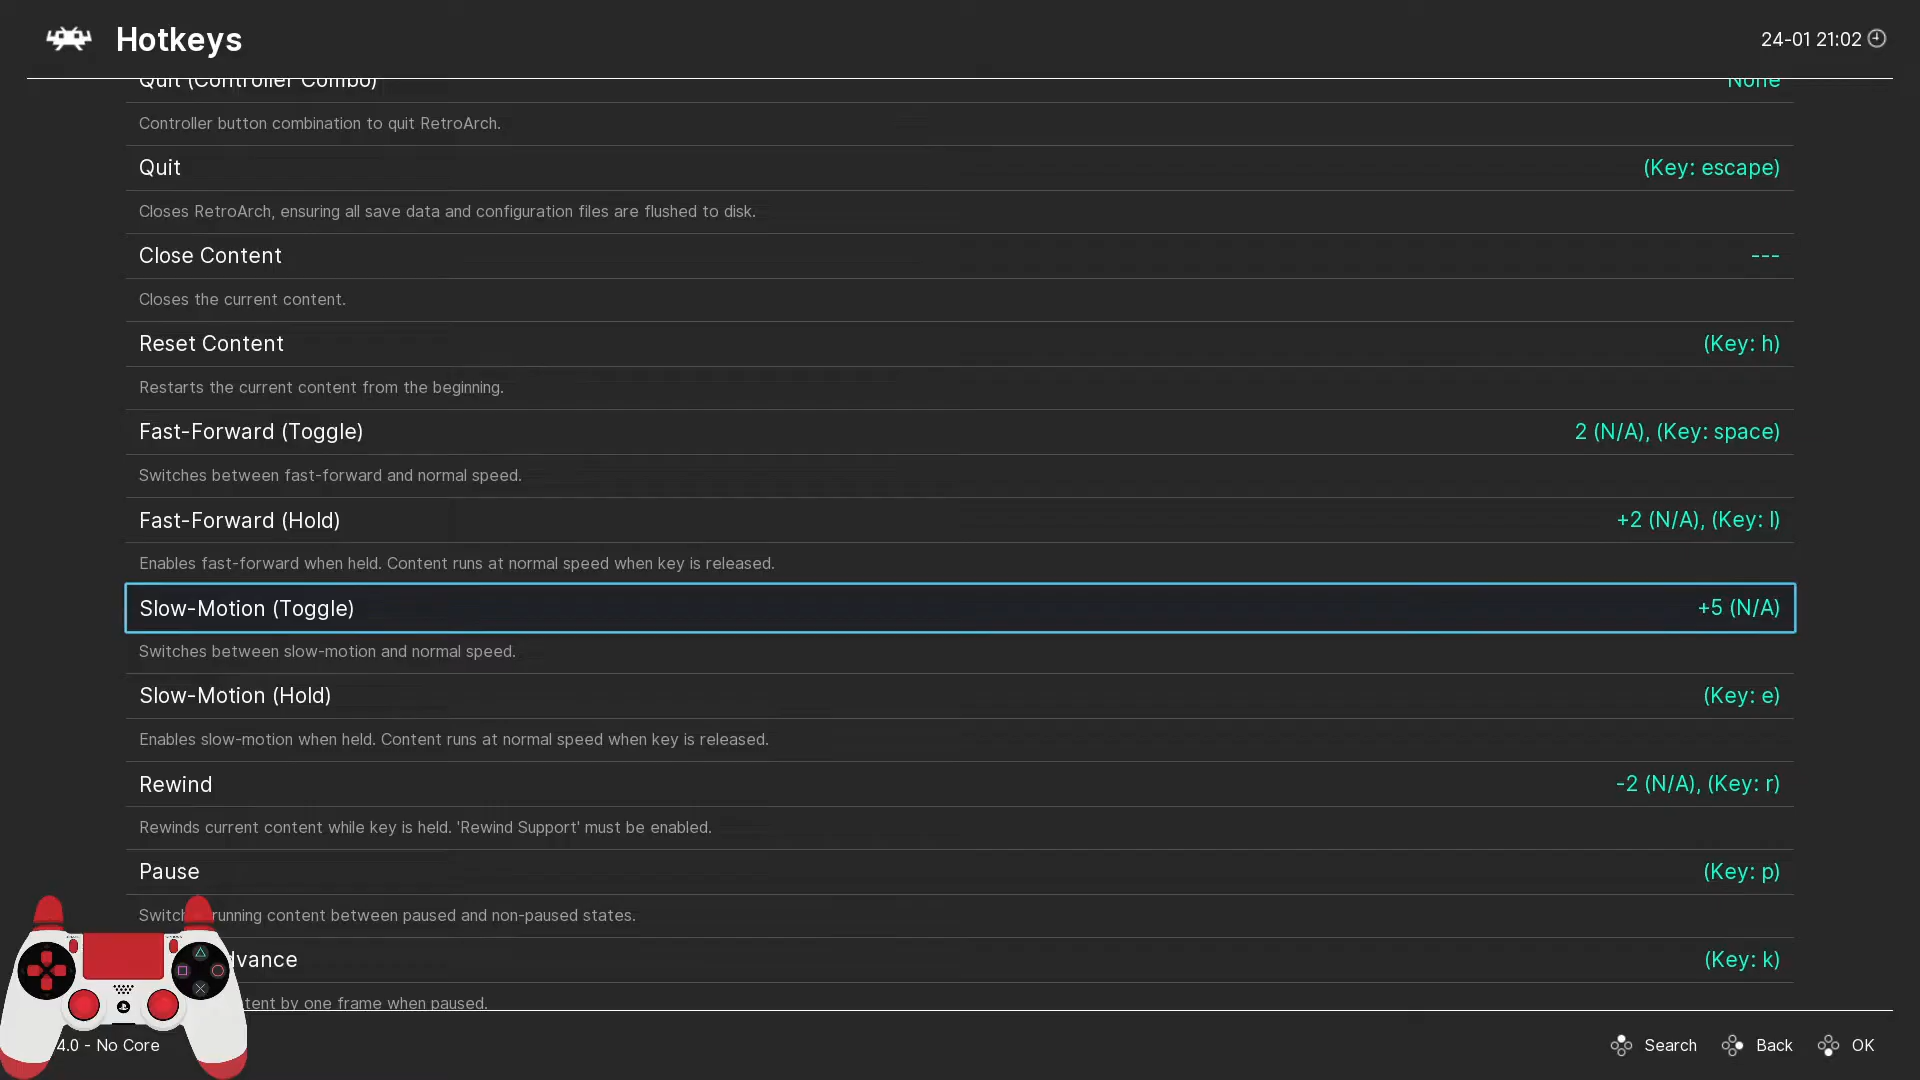 Hotkeys
24-01 21:02
Quit (Controller Combo) None
Controller button combination to quit RetroArch.
Quit (Key: escape)
Closes RetroArch, ensuring all save data and configuration files are flushed to disk.
Close Content ---
Closes the current content.
Reset Content (Key: h)
Restarts the current content from the beginning.
Fast-Forward (Toggle) 2 (N/A), (Key: space)
Switches between fast-forward and normal speed.
Fast-Forward (Hold) +2 (N/A), (Key: l)
Enables fast-forward when held. Content runs at normal speed when key is released.
Slow-Motion (Toggle) +5 (N/A)
Switches between slow-motion and normal speed.
Slow-Motion (Hold) (Key: e)
Enables slow-motion when held. Content runs at normal speed when key is released.
Rewind -2 (N/A), (Key: r)
Rewinds current content while key is held. 'Rewind Support' must be enabled.
Pause (Key: p)
running content between paused and non-paused states.
dvance (Key: k)
tent by one frame when paused.
4.0 - No Core
Search Back OK